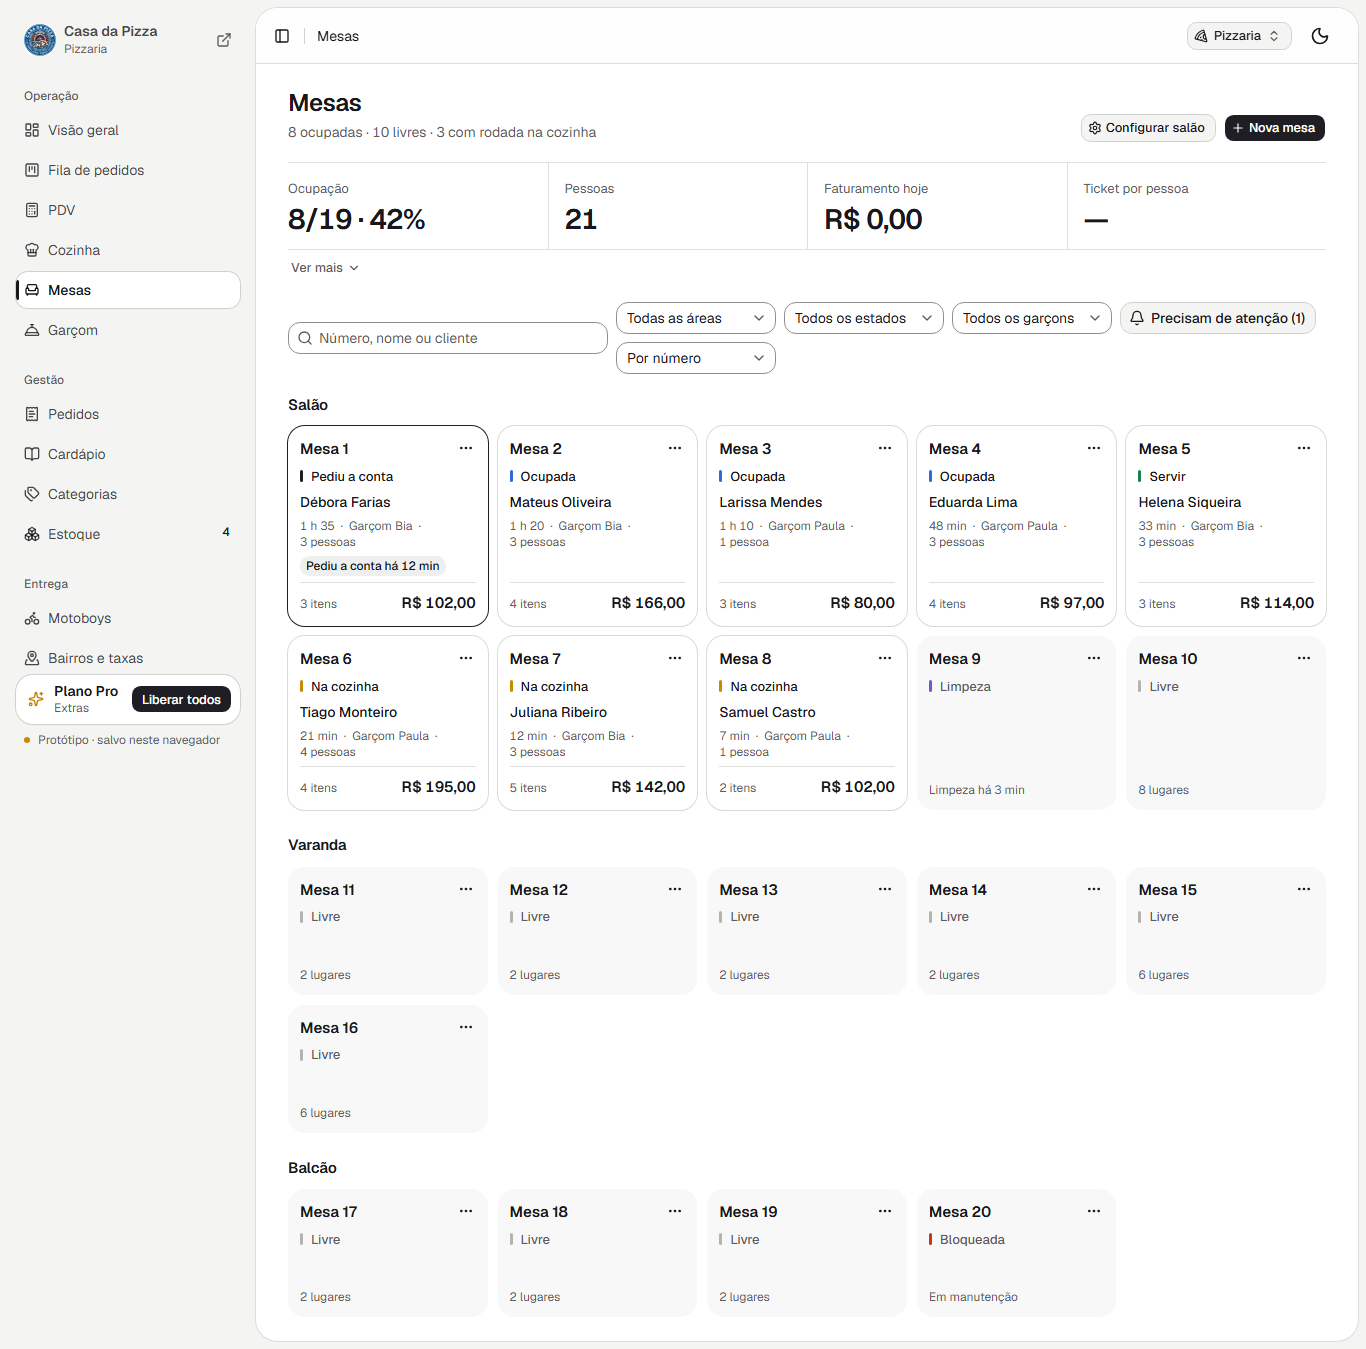 Casa da Pizza
Pizzaria
Operação
Visão geral
Fila de pedidos
PDV
Cozinha
Mesas
Garçom
Gestão
Pedidos
Cardápio
Categorias
Estoque 4
Entrega
Motoboys
Bairros e taxas
Plano Pro
Extras
Liberar todos
Protótipo · salvo neste navegador
Mesas
Pizzaria
Mesas
8 ocupadas · 10 livres · 3 com rodada na cozinha
Configurar salão
Nova mesa
Ocupação
8/19 · 42%
Pessoas
21
Faturamento hoje
R$ 0,00
Ticket por pessoa
—
Ver mais
Número, nome ou cliente
Todas as áreas
Todos os estados
Todos os garçons
Precisam de atenção (1)
Por número
Salão
Mesa 1
Pediu a conta
Débora Farias
1 h 35 · Garçom Bia ·
3 pessoas
Pediu a conta há 12 min
3 itens R$ 102,00
Mesa 2
Ocupada
Mateus Oliveira
1 h 20 · Garçom Bia ·
3 pessoas
4 itens R$ 166,00
Mesa 3
Ocupada
Larissa Mendes
1 h 10 · Garçom Paula ·
1 pessoa
3 itens R$ 80,00
Mesa 4
Ocupada
Eduarda Lima
48 min · Garçom Paula ·
3 pessoas
4 itens R$ 97,00
Mesa 5
Servir
Helena Siqueira
33 min · Garçom Bia ·
3 pessoas
3 itens R$ 114,00
Mesa 6
Na cozinha
Tiago Monteiro
21 min · Garçom Paula ·
4 pessoas
4 itens R$ 195,00
Mesa 7
Na cozinha
Juliana Ribeiro
12 min · Garçom Bia ·
3 pessoas
5 itens R$ 142,00
Mesa 8
Na cozinha
Samuel Castro
7 min · Garçom Paula ·
1 pessoa
2 itens R$ 102,00
Mesa 9
Limpeza
Limpeza há 3 min
Mesa 10
Livre
8 lugares
Varanda
Mesa 11
Livre
2 lugares
Mesa 12
Livre
2 lugares
Mesa 13
Livre
2 lugares
Mesa 14
Livre
2 lugares
Mesa 15
Livre
6 lugares
Mesa 16
Livre
6 lugares
Balcão
Mesa 17
Livre
2 lugares
Mesa 18
Livre
2 lugares
Mesa 19
Livre
2 lugares
Mesa 20
Bloqueada
Em manutenção